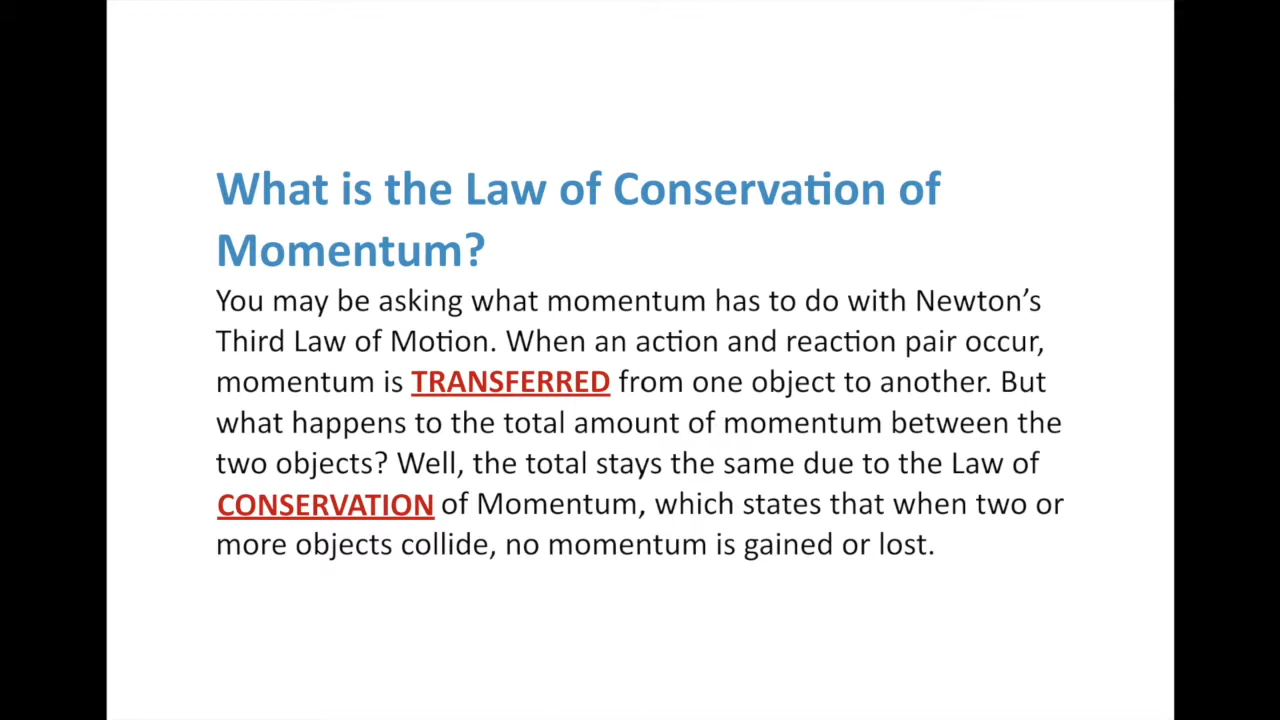 What is the Law of Conservation of
Momentum?
You may be asking what momentum has to do with Newton’s
Third Law of Motion. When an action and reaction pair occur,
momentum is TRANSFERRED from one object to another. But
what happens to the total amount of momentum between the
two objects? Well, the total stays the same due to the Law of
CONSERVATION of Momentum, which states that when two or
more objects collide, no momentum is gained or lost.